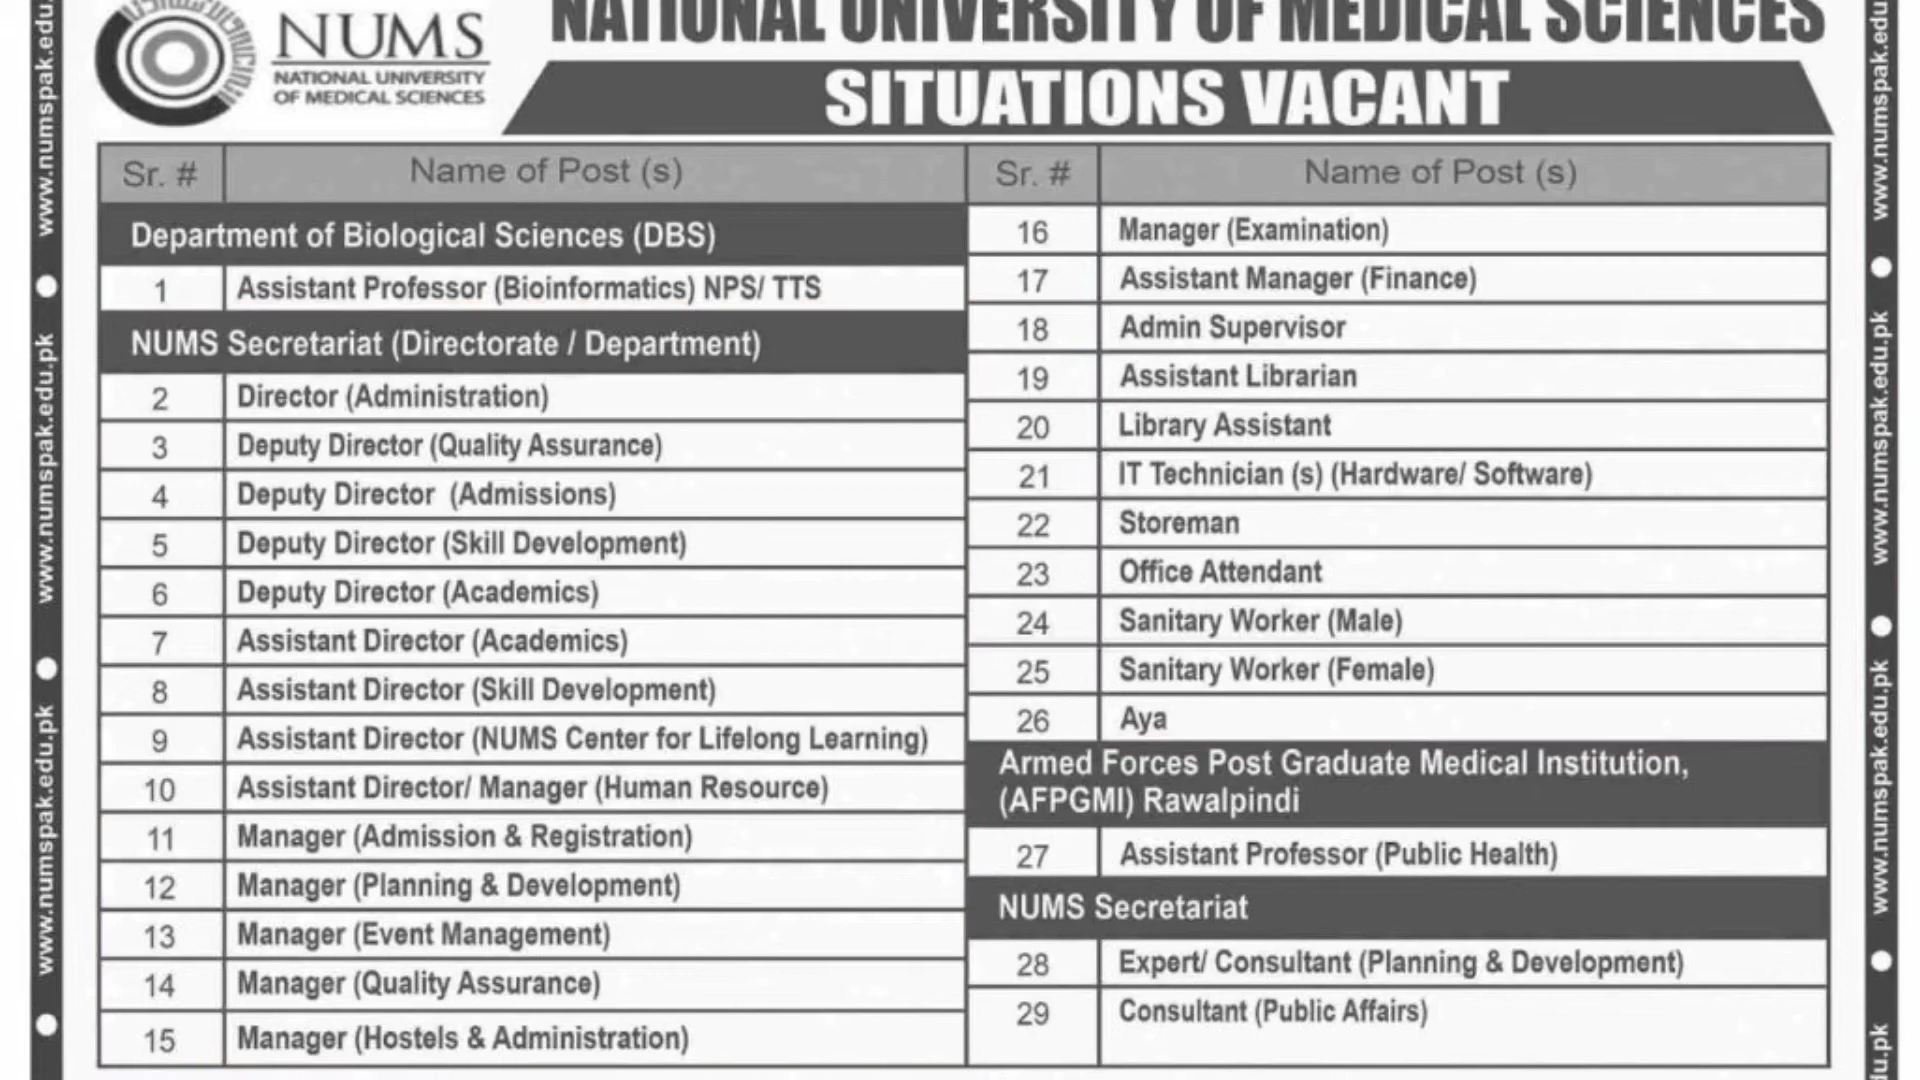 NUMS
NATIONAL UNIVERSITY
OF MEDICAL SCIENCES
NATIONAL UNIVERSITY OF MEDICAL SCIENCES
SITUATIONS VACANT
Sr. # Name of Post (s)
Department of Biological Sciences (DBS)
1 Assistant Professor (Bioinformatics) NPS/ TTS
NUMS Secretariat (Directorate / Department)
2 Director (Administration)
3 Deputy Director (Quality Assurance)
4 Deputy Director (Admissions)
5 Deputy Director (Skill Development)
6 Deputy Director (Academics)
7 Assistant Director (Academics)
8 Assistant Director (Skill Development)
9 Assistant Director (NUMS Center for Lifelong Learning)
10 Assistant Director/ Manager (Human Resource)
11 Manager (Admission & Registration)
12 Manager (Planning & Development)
13 Manager (Event Management)
14 Manager (Quality Assurance)
15 Manager (Hostels & Administration)
Sr. # Name of Post (s)
16 Manager (Examination)
17 Assistant Manager (Finance)
18 Admin Supervisor
19 Assistant Librarian
20 Library Assistant
21 IT Technician (s) (Hardware/ Software)
22 Storeman
23 Office Attendant
24 Sanitary Worker (Male)
25 Sanitary Worker (Female)
26 Aya
Armed Forces Post Graduate Medical Institution,
(AFPGMI) Rawalpindi
27 Assistant Professor (Public Health)
NUMS Secretariat
28 Expert/ Consultant (Planning & Development)
29 Consultant (Public Affairs)
www.numspak.edu.pk
www.numspak.edu.pk
www.numspak.edu.
www.numspak.edu.
www.numspak.edu.pk
www.numspak.edu.pk
du.pk